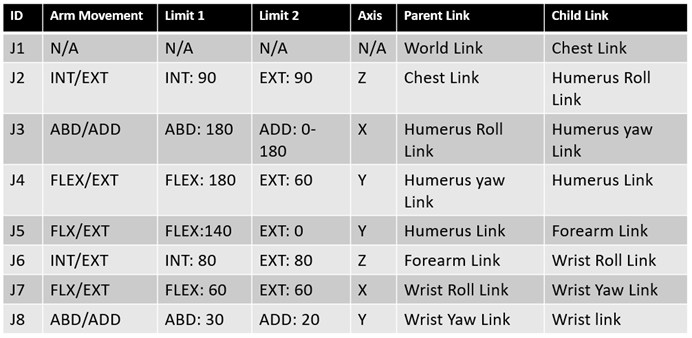 ID Arm Movement Limit 1 Limit 2 Axis Parent Link Child Link
J1 N/A N/A N/A N/A World Link Chest Link
J2 INT/EXT INT: 90 EXT: 90 Z Chest Link Humerus Roll
Link
J3 ABD/ADD ABD: 180 ADD: 0- X Humerus Roll Humerus yaw
180 Link Link
J4 FLEX/EXT FLEX: 180 EXT: 60 Y Humerus yaw Humerus Link
Link
J5 FLX/EXT FLEX:140 EXT: 0 Y Humerus Link Forearm Link
J6 INT/EXT INT: 80 EXT: 80 Z Forearm Link Wrist Roll Link
J7 FLX/EXT FLEX: 60 EXT: 60 X Wrist Roll Link Wrist Yaw Link
J8 ABD/ADD ABD: 30 ADD: 20 Y Wrist Yaw Link Wrist link